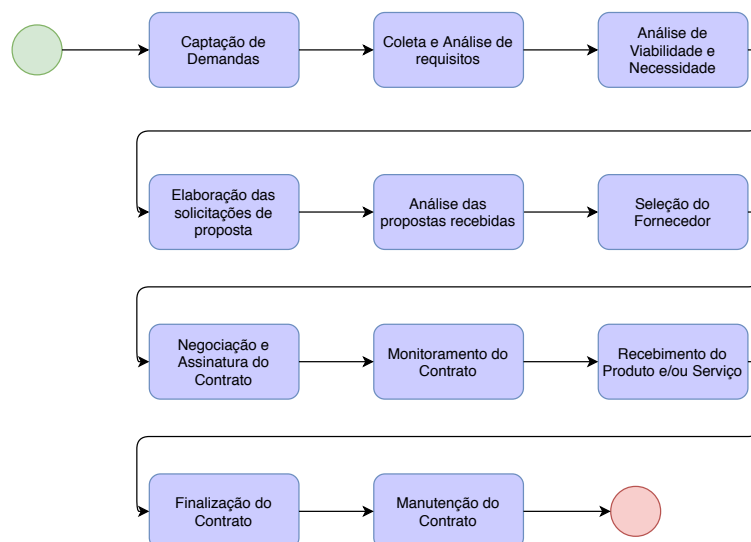 Captação de
Demandas
Coleta e Análise de
requisitos
Análise de
Viabilidade e
Necessidade
Elaboração das
solicitações de
proposta
Análise das
propostas recebidas
Seleção do
Fornecedor
Negociação e
Assinatura do
Contrato
Monitoramento do
Contrato
Recebimento do
Produto e/ou Serviço
Finalização do
Contrato
Manutenção do
Contrato